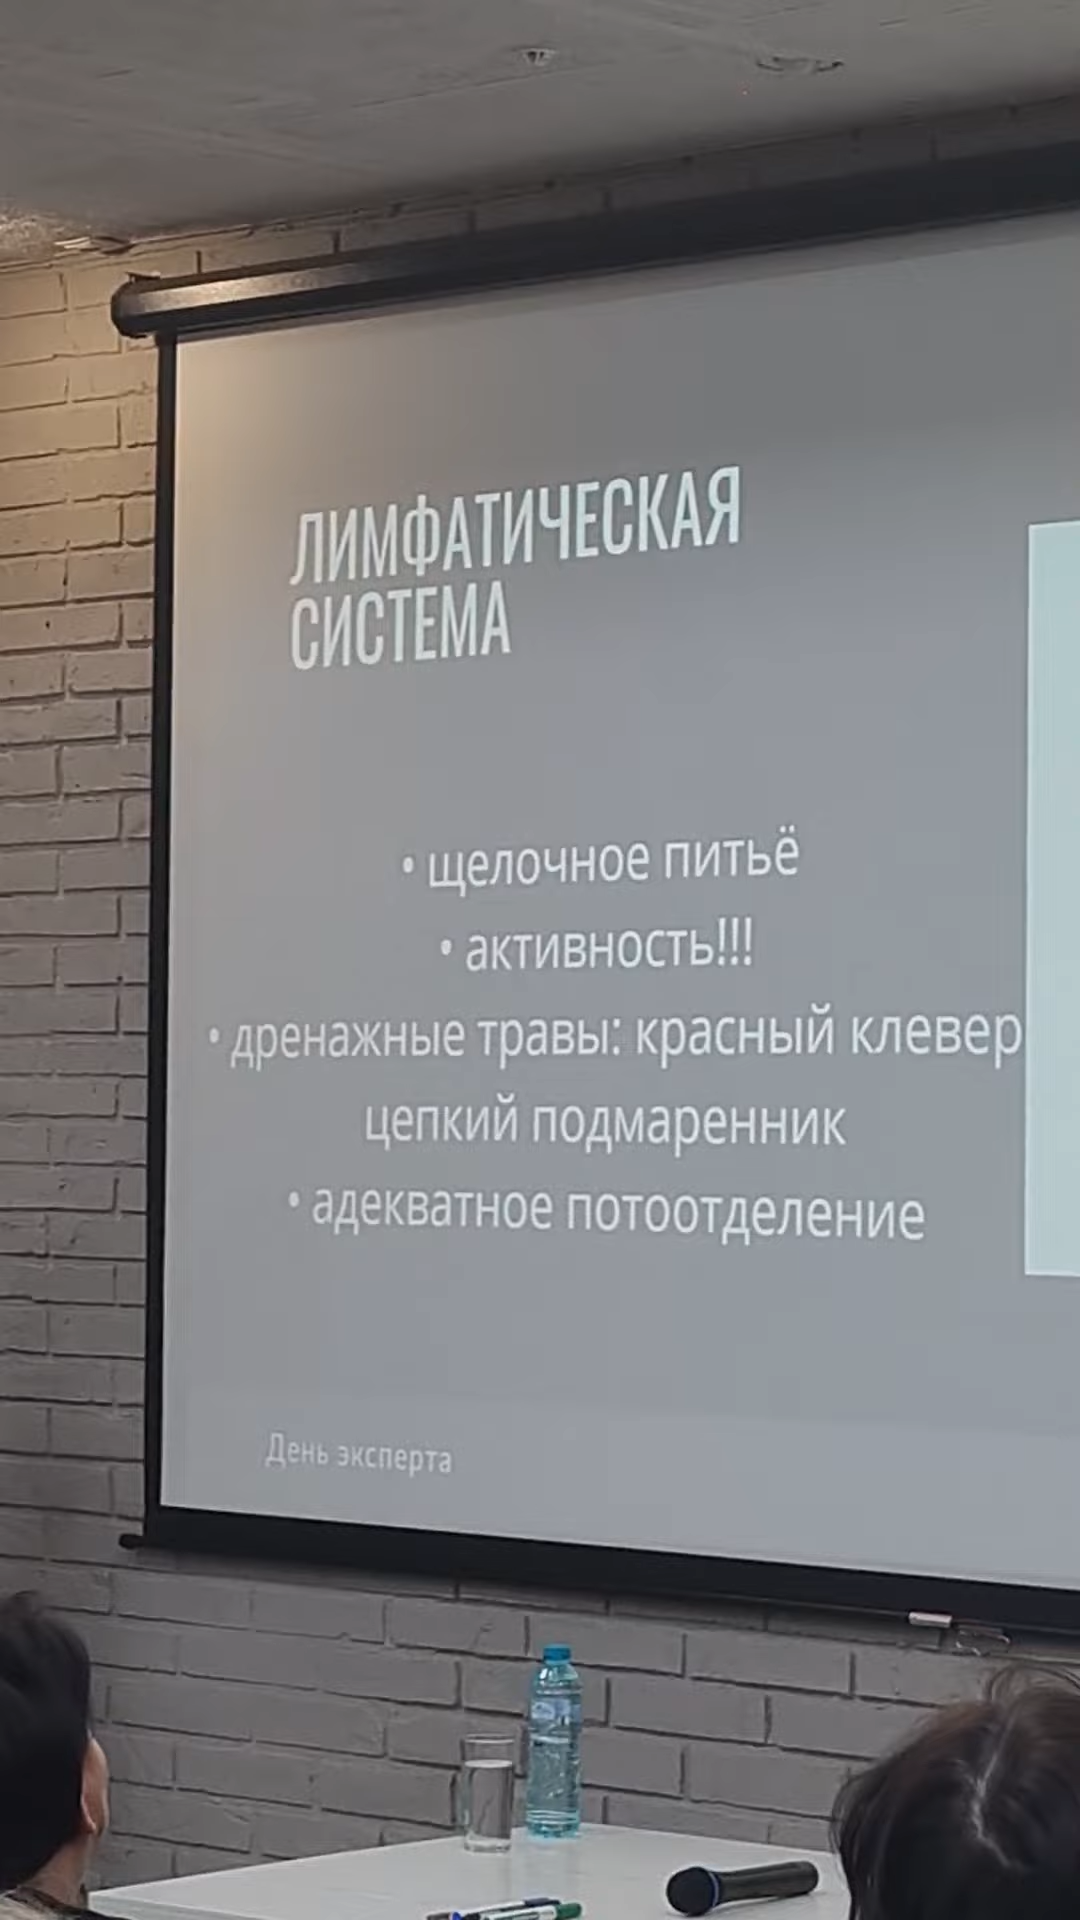 ЛИМФАТИЧЕСКАЯ
СИСТЕМА
• щелочное питьё
• активность!!!
• дренажные травы: красный клевер
цепкий подмаренник
• адекватное потоотделение
День эксперта